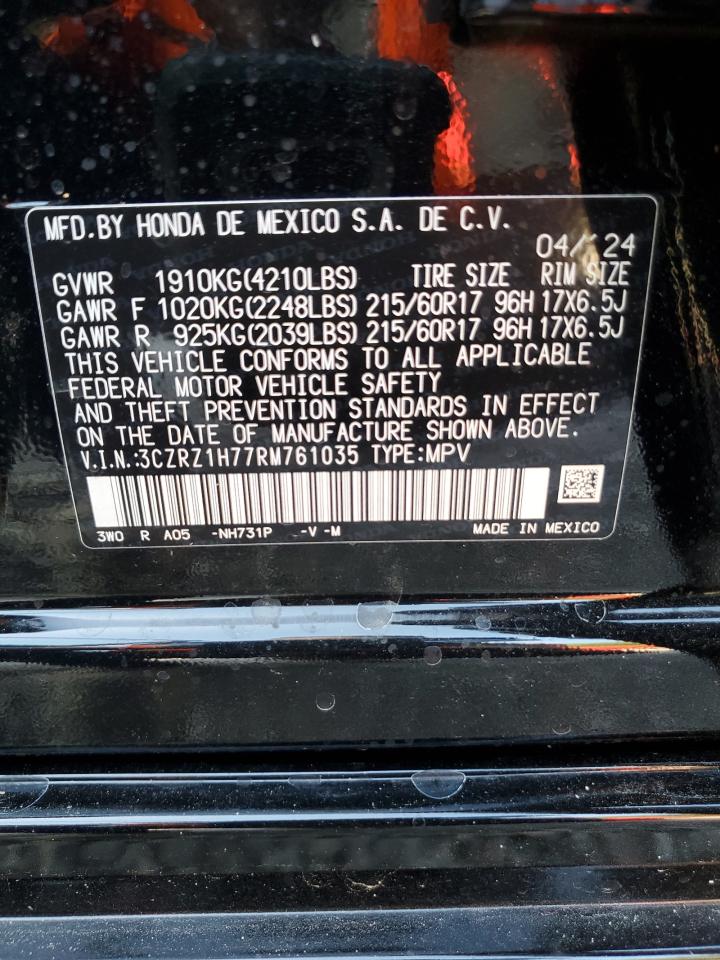 MFD.BY HONDA DE MEXICO S.A. DE C.V.
04/ 24
GVWR 1910KG(4210LBS) TIRE SIZE RIM SIZE
GAWR F 1020KG(2248LBS) 215/60R17 96H 17X6.5J
GAWR R 925KG(2039LBS) 215/60R17 96H 17X6.5J
THIS VEHICLE CONFORMS TO ALL APPLICABLE
FEDERAL MOTOR VEHICLE SAFETY
AND THEFT PREVENTION STANDARDS IN EFFECT
ON THE DATE OF MANUFACTURE SHOWN ABOVE.
V.I.N.:3CZRZ1H77RM761035 TYPE:MPV
3W0 R A05 -NH731P -V -M MADE IN MEXICO